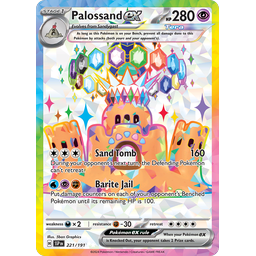 STAGE 1
Palossand ex
HP 280
Evolves from Sandygast
Tera
As long as this Pokémon is on your Bench, prevent all damage done to this
Pokémon by attacks (both yours and your opponent's).
Sand Tomb 160
During your opponent's next turn, the Defending Pokémon
can't retreat.
Barite Jail
Put damage counters on each of your opponent's Benched
Pokémon until its remaining HP is 100.
weakness ×2
resistance -30
retreat
Pokémon ex rule
When your Pokémon ex is Knocked Out, your opponent takes 2 Prize cards.
SSP EN 221/191